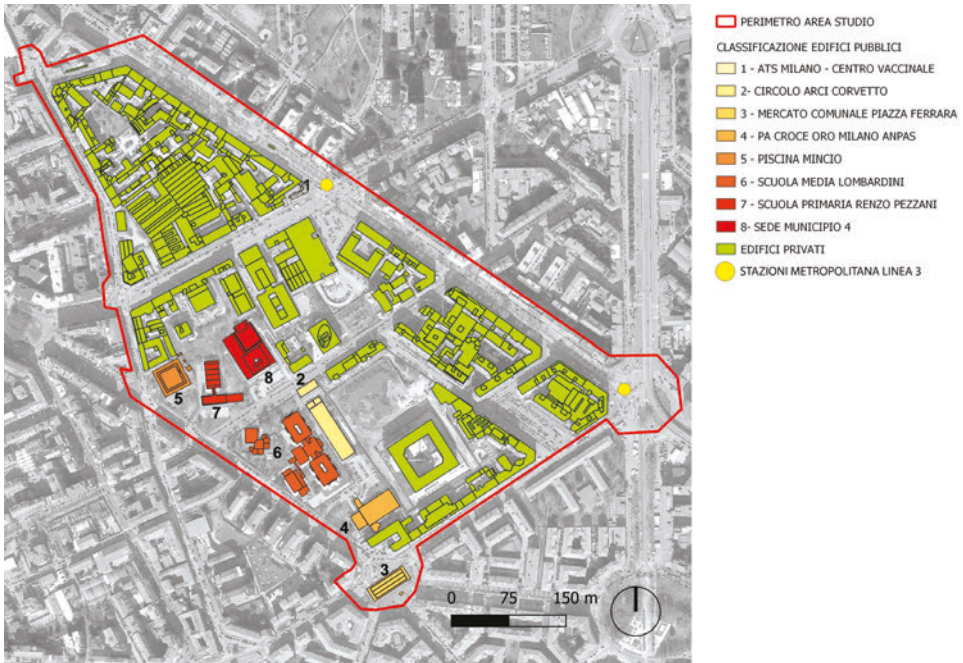 PERIMETRO AREA STUDIO
CLASSIFICAZIONE EDIFICI PUBBLICI
1 - ATS MILANO - CENTRO VACCINALE
2- CIRCOLO ARCI CORVETTO
3 - MERCATO COMUNALE PIAZZA FERRARA
4 - PA CROCE ORO MILANO ANPAS
5 - PISCINA MINCIO
6 - SCUOLA MEDIA LOMBARDINI
7 - SCUOLA PRIMARIA RENZO PEZZANI
8- SEDE MUNICIPIO 4
EDIFICI PRIVATI
STAZIONI METROPOLITANA LINEA 3
1
8
2
5
7
6
4
3
0 75 150 m